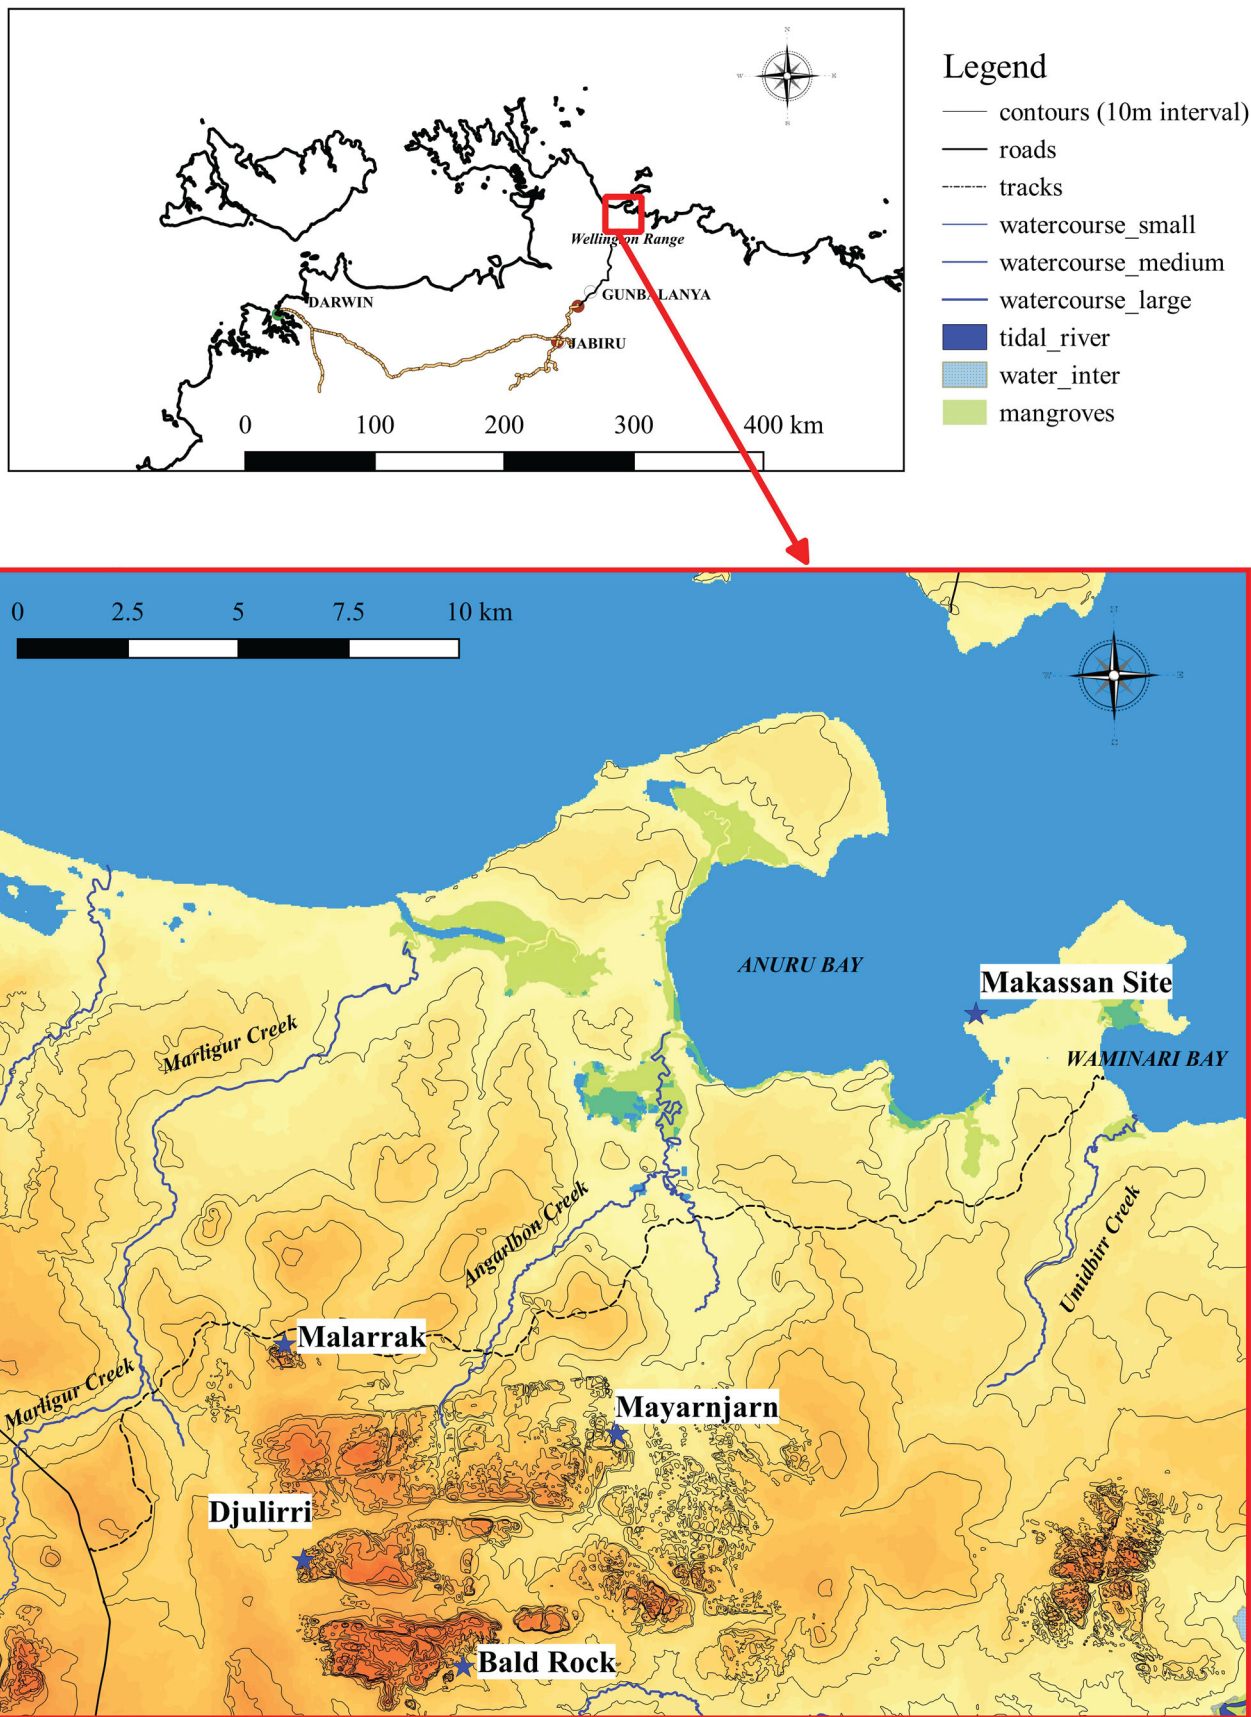 N
W
E
S
Wellington Range
GUNBALANYA
DARWIN
JABIRU
0 100 200 300 400 km
Legend
contours (10m interval)
roads
tracks
watercourse_small
watercourse_medium
watercourse_large
tidal_river
water_inter
mangroves
0 2.5 5 7.5 10 km
N
W
E
S
ANURU BAY
Makassan Site
Marligur Creek
WAMINARI BAY
Angarlbon Creek
Umidbirr Creek
Malarrak
Marligur Creek
Mayarnjarn
Djulirri
Bald Rock